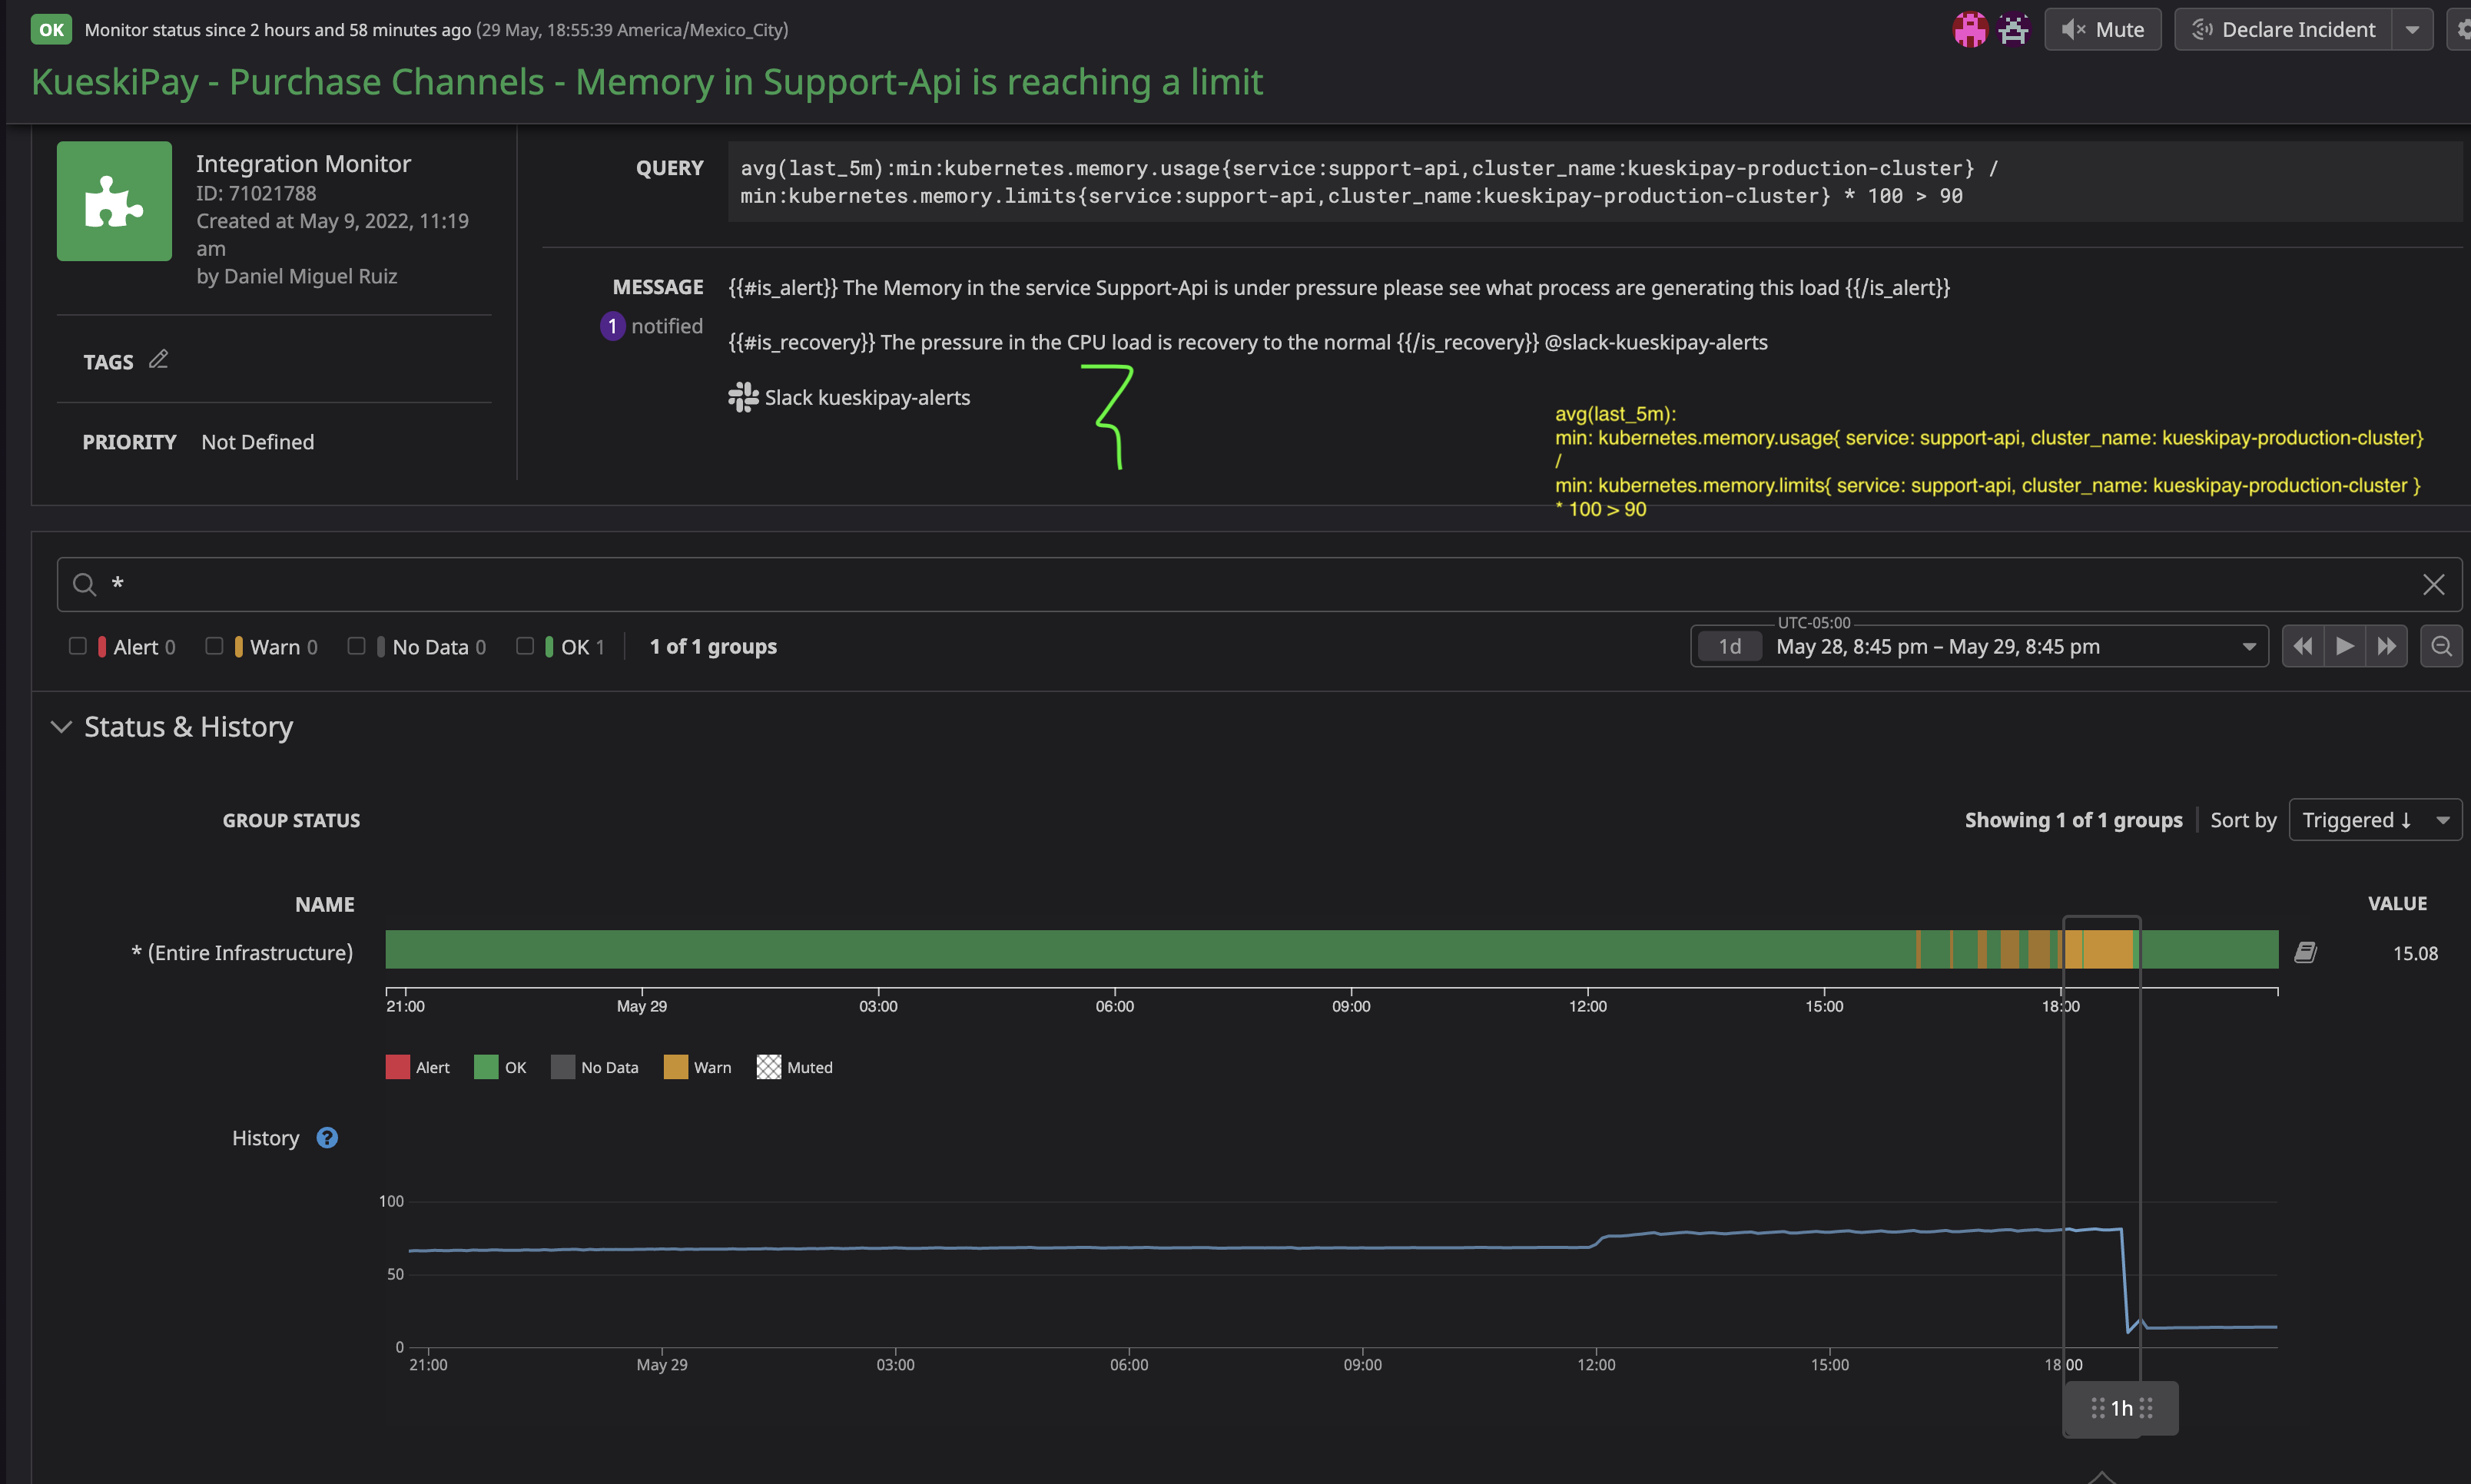 OK Monitor status since 2 hours and 58 minutes ago (29 May, 18:55:39 America/Mexico_City)
Mute
Declare Incident
KueskiPay - Purchase Channels - Memory in Support-Api is reaching a limit
Integration Monitor
ID: 71021788
Created at May 9, 2022, 11:19
am
by Daniel Miguel Ruiz
TAGS
PRIORITY Not Defined
QUERY
avg(last_5m):min:kubernetes.memory.usage{service:support-api,cluster_name:kueskipay-production-cluster} /
min:kubernetes.memory.limits{service:support-api,cluster_name:kueskipay-production-cluster} * 100 > 90
MESSAGE
1 notified
{{#is_alert}} The Memory in the service Support-Api is under pressure please see what process are generating this load {{/is_alert}}
{{#is_recovery}} The pressure in the CPU load is recovery to the normal {{/is_recovery}} @slack-kueskipay-alerts
Slack kueskipay-alerts
avg(last_5m):
min: kubernetes.memory.usage{ service: support-api, cluster_name: kueskipay-production-cluster}
/
min: kubernetes.memory.limits{ service: support-api, cluster_name: kueskipay-production-cluster }
* 100 > 90
*
Alert 0 Warn 0 No Data 0 OK 1 1 of 1 groups
UTC-05:00
1d May 28, 8:45 pm – May 29, 8:45 pm
Status & History
GROUP STATUS
Showing 1 of 1 groups Sort by Triggered ↓
NAME
VALUE
* (Entire Infrastructure)
15.08
21:00 May 29 03:00 06:00 09:00 12:00 15:00 18:00
Alert OK No Data Warn Muted
History ?
100
50
0
21:00 May 29 03:00 06:00 09:00 12:00 15:00 18:00
1h